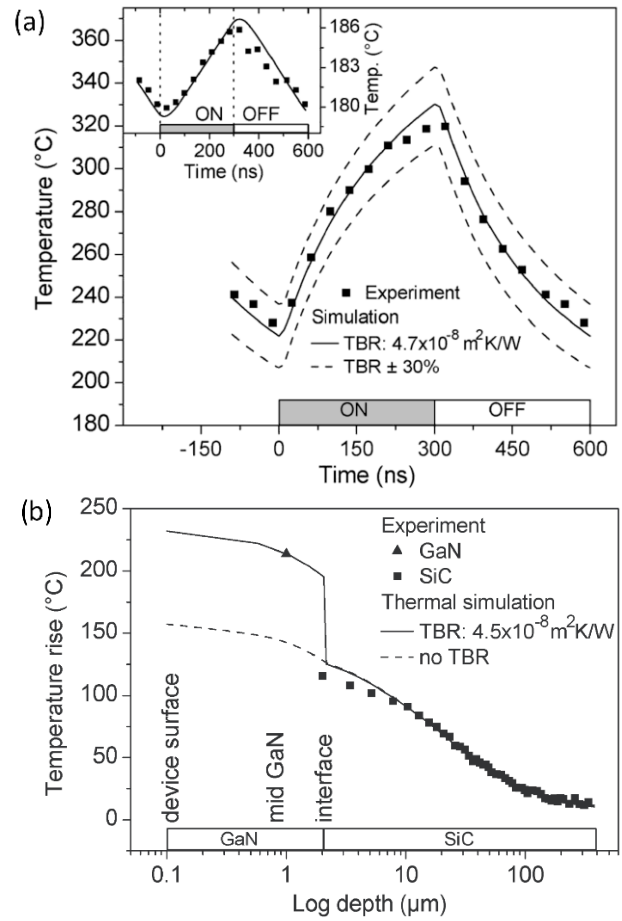 (a)
186
183
180
Temp. (°C)
ON
OFF
0
200
400
600
Time (ns)
360
340
320
300
280
260
240
220
200
180
Temperature (°C)
Experiment
Simulation
TBR: 4.7x10⁻⁸ m²K/W
TBR ± 30%
ON
OFF
-150
0
150
300
450
600
Time (ns)
(b)
250
200
150
100
50
0
Temperature rise (°C)
Experiment
GaN
SiC
Thermal simulation
TBR: 4.5x10⁻⁸ m²K/W
no TBR
device surface
mid GaN
interface
GaN
SiC
0.1
1
10
100
Log depth (µm)